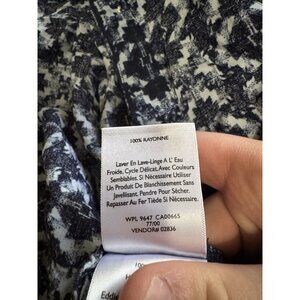 100% RAYONNE
Laver En Lave-Linge A L' Eau
Froide, Cycle Délicat, Avec Couleurs
Semblables. Si Nécessaire Utiliser
Un Produit De Blanchissement Sans
Javellisant. Pendre Pour Sécher.
Repasser Au Fer Tiède Si Nécessaire.
WPL 9647 CA00665
77/00
VENDOR# 02836
100%
Eddie